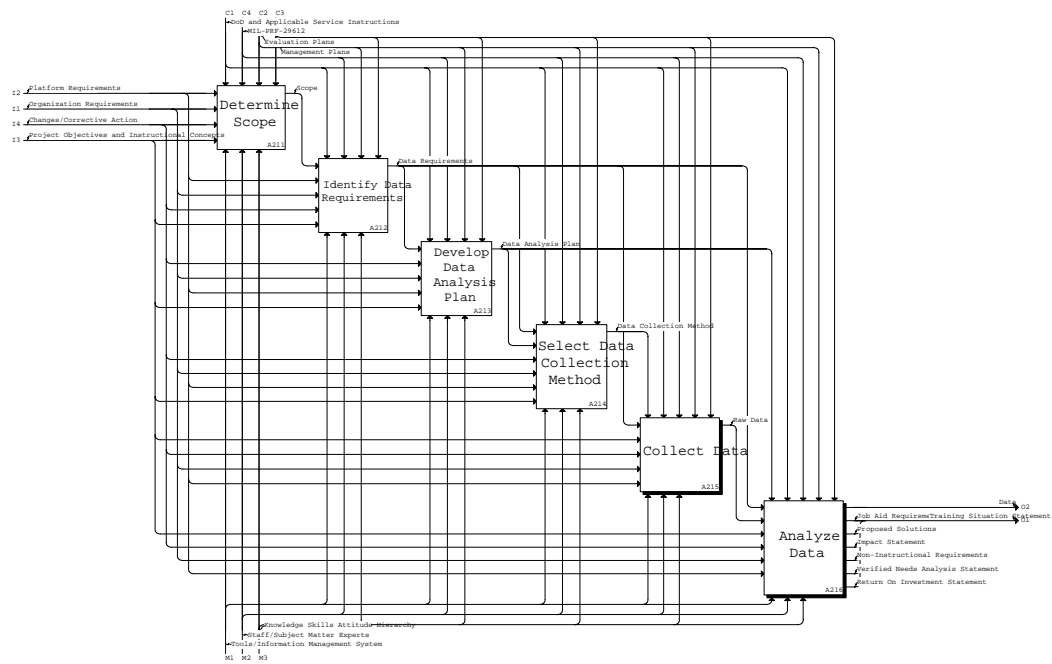 C1 C4 C2 C3
DoD and Applicable Service Instructions
MIL-PRF-29612
Evaluation Plans
Management Plans
I2 Platform Requirements
I1 Organization Requirements
I4 Changes/Corrective Action
I3 Project Objectives and Instructional Concepts
Determine
Scope
A211
Scope
Identify Data
Requirements
A212
Data Requirements
Develop
Data
Analysis
Plan
A213
Data Analysis Plan
Select Data
Collection
Method
A214
Data Collection Method
Collect Data
A215
Raw Data
Analyze
Data
A216
Data O2
Training Situation Statement O1
Proposed Solutions
Impact Statement
Non-Instructional Requirements
Verified Needs Analysis Statement
Return On Investment Statement
Knowledge Skills Attitude Hierarchy
Staff/Subject Matter Experts
Tools/Information Management System
M1 M2 M3